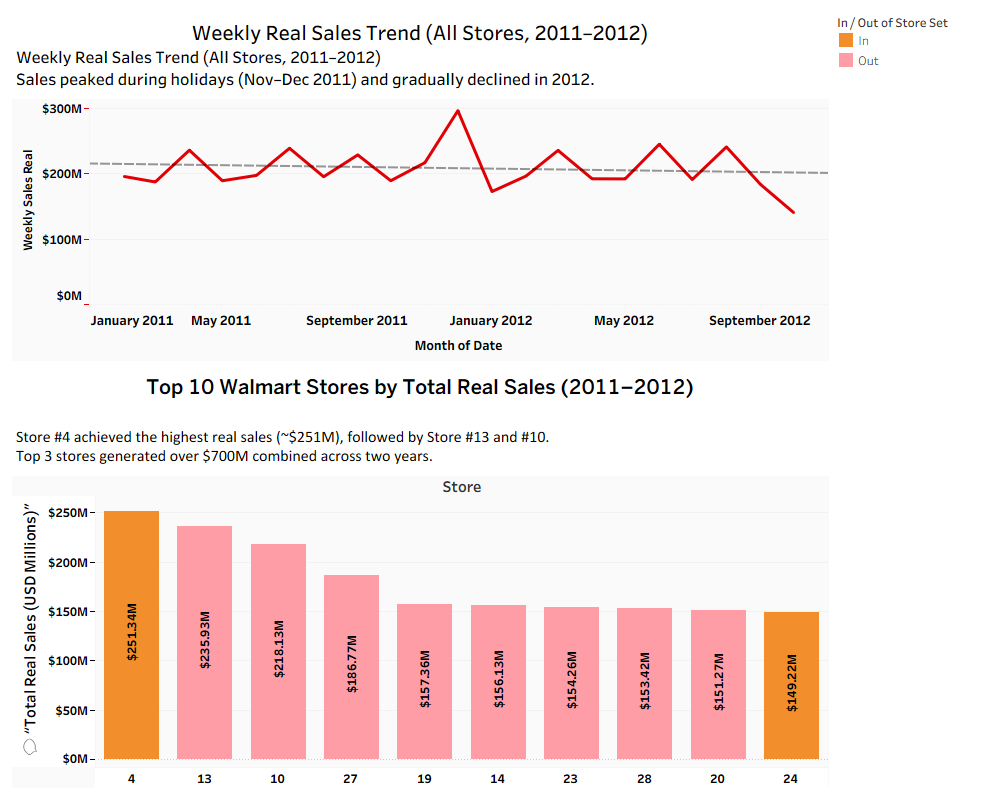 Weekly Real Sales Trend (All Stores, 2011–2012)
Weekly Real Sales Trend (All Stores, 2011–2012)
Sales peaked during holidays (Nov–Dec 2011) and gradually declined in 2012.
In / Out of Store Set
In
Out
Weekly Sales Real
$300M
$200M
$100M
$0M
January 2011 May 2011 September 2011 January 2012 May 2012 September 2012
Month of Date
Top 10 Walmart Stores by Total Real Sales (2011–2012)
Store #4 achieved the highest real sales (~$251M), followed by Store #13 and #10.
Top 3 stores generated over $700M combined across two years.
Store
“Total Real Sales (USD Millions)”
$250M
$200M
$150M
$100M
$50M
$0M
$251.34M
$235.93M
$218.13M
$186.77M
$157.36M
$156.13M
$154.26M
$153.42M
$151.27M
$149.22M
4 13 10 27 19 14 23 28 20 24